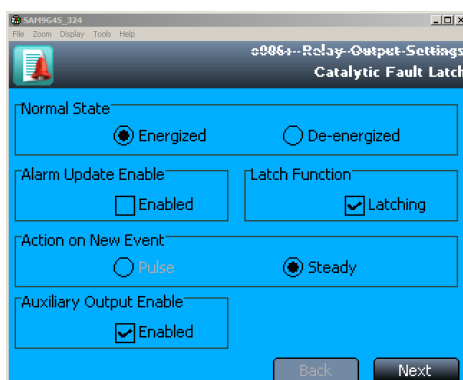 SAM9G45_324
File Zoom Display Tools Help
Relay Output Settings
Catalytic Fault Latch
Normal State
Energized De-energized
Alarm Update Enable Latch Function
Enabled Latching
Action on New Event
Pulse Steady
Auxiliary Output Enable
Enabled
Back Next